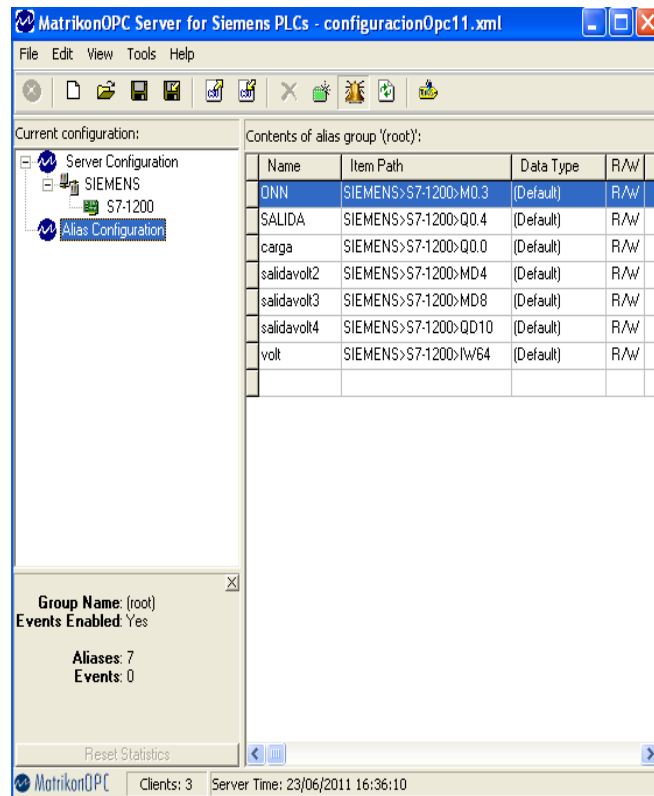 MatrikonOPC Server for Siemens PLCs - configuracionOpc11.xml
File Edit View Tools Help
Current configuration:
Server Configuration
SIEMENS
S7-1200
Alias Configuration
Contents of alias group '(root)':
Name Item Path Data Type R/W
ONN SIEMENS>S7-1200>M0.3 (Default) R/W
SALIDA SIEMENS>S7-1200>Q0.4 (Default) R/W
carga SIEMENS>S7-1200>Q0.0 (Default) R/W
salidavolt2 SIEMENS>S7-1200>MD4 (Default) R/W
salidavolt3 SIEMENS>S7-1200>MD8 (Default) R/W
salidavolt4 SIEMENS>S7-1200>QD10 (Default) R/W
volt SIEMENS>S7-1200>IW64 (Default) R/W
Group Name: (root)
Events Enabled: Yes
Aliases: 7
Events: 0
Reset Statistics
MatrikonOPC Clients: 3 Server Time: 23/06/2011 16:36:10